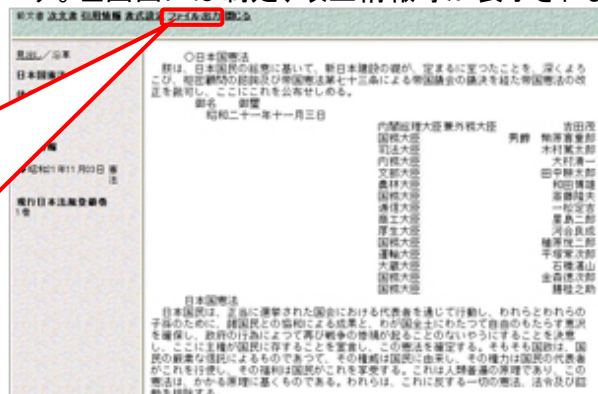 前文書 次文書 引用情報 書式設定 ファイル出力 閉じる
見出し／沿革
日本国憲法
昭和21年11月03日 憲法
現行日本法規登載巻
1巻
○日本国憲法
朕は、日本国民の総意に基いて、新日本建設の礎が、定まるに至つたことを、深くよろ
こび、枢密顧問の諮詢及び帝国憲法第七十三条による帝国議会の議決を経た帝国憲法の改
正を裁可し、ここにこれを公布せしめる。
御名 御璽
昭和二十一年十一月三日
内閣総理大臣兼外務大臣 吉田茂
国務大臣 男爵 幣原喜重郎
司法大臣 木村篤太郎
内務大臣 大村清一
文部大臣 田中耕太郎
農林大臣 和田博雄
国務大臣 斎藤隆夫
逓信大臣 一松定吉
商工大臣 星島二郎
厚生大臣 河合良成
国務大臣 植原悦二郎
運輸大臣 平塚常次郎
大蔵大臣 石橋湛山
国務大臣 金森徳次郎
国務大臣 膳桂之助
日本国憲法
日本国民は、正当に選挙された国会における代表者を通じて行動し、われらとわれらの
子孫のために、諸国民との協和による成果と、わが国全土にわたつて自由のもたらす恵沢
を確保し、政府の行為によつて再び戦争の惨禍が起ることのないやうにすることを決意
し、ここに主権が国民に存することを宣言し、この憲法を確定する。そもそも国政は、国
民の厳粛な信託によるものであつて、その権威は国民に由来し、その権力は国民の代表者
がこれを行使し、その福利は国民がこれを享受する。これは人類普遍の原理であり、この
憲法は、かかる原理に基くものである。われらは、これに反する一切の憲法、法令及び詔
勅を排除する。